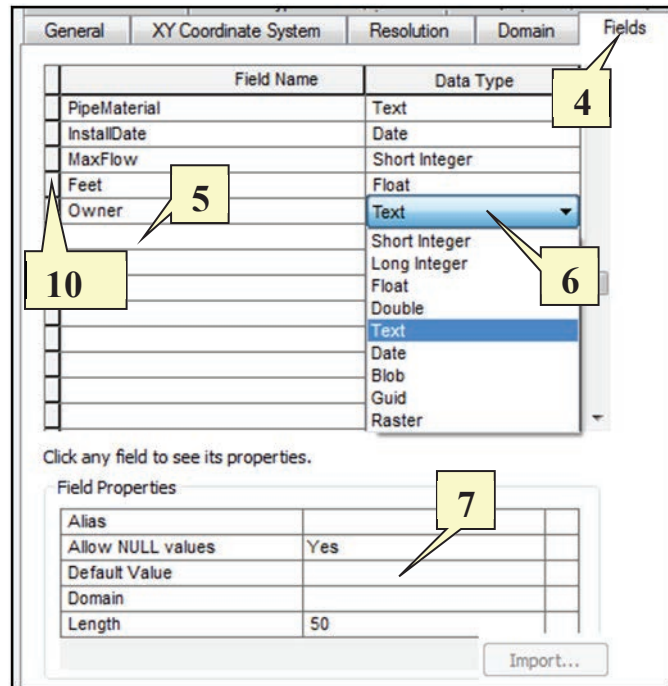 General XY Coordinate System Resolution Domain Fields
4
Field Name Data Type
PipeMaterial Text
InstallDate Date
MaxFlow Short Integer
Feet Float
5
Owner Text
10
6
Short Integer
Long Integer
Float
Double
Text
Date
Blob
Guid
Raster
Click any field to see its properties.
Field Properties
7
Alias
Allow NULL values Yes
Default Value
Domain
Length 50
Import...